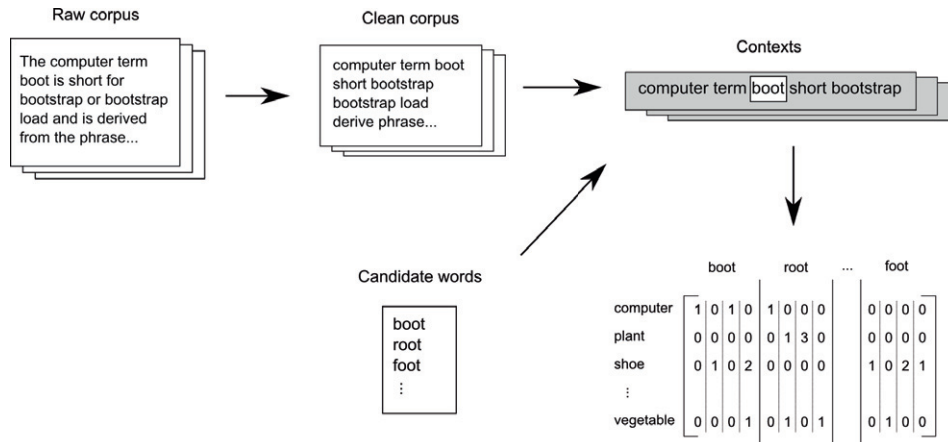 Raw corpus
The computer term
boot is short for
bootstrap or bootstrap
load and is derived
from the phrase...
Clean corpus
computer term boot
short bootstrap
bootstrap load
derive phrase...
Contexts
computer term boot short bootstrap
Candidate words
boot
root
foot
⋮
boot root ... foot
computer 1 0 1 0 1 0 0 0 0 0 0 0
plant 0 0 0 0 0 1 3 0 0 0 0 0
shoe 0 1 0 2 0 0 0 0 1 0 2 1
⋮
vegetable 0 0 0 1 0 1 0 1 0 1 0 0